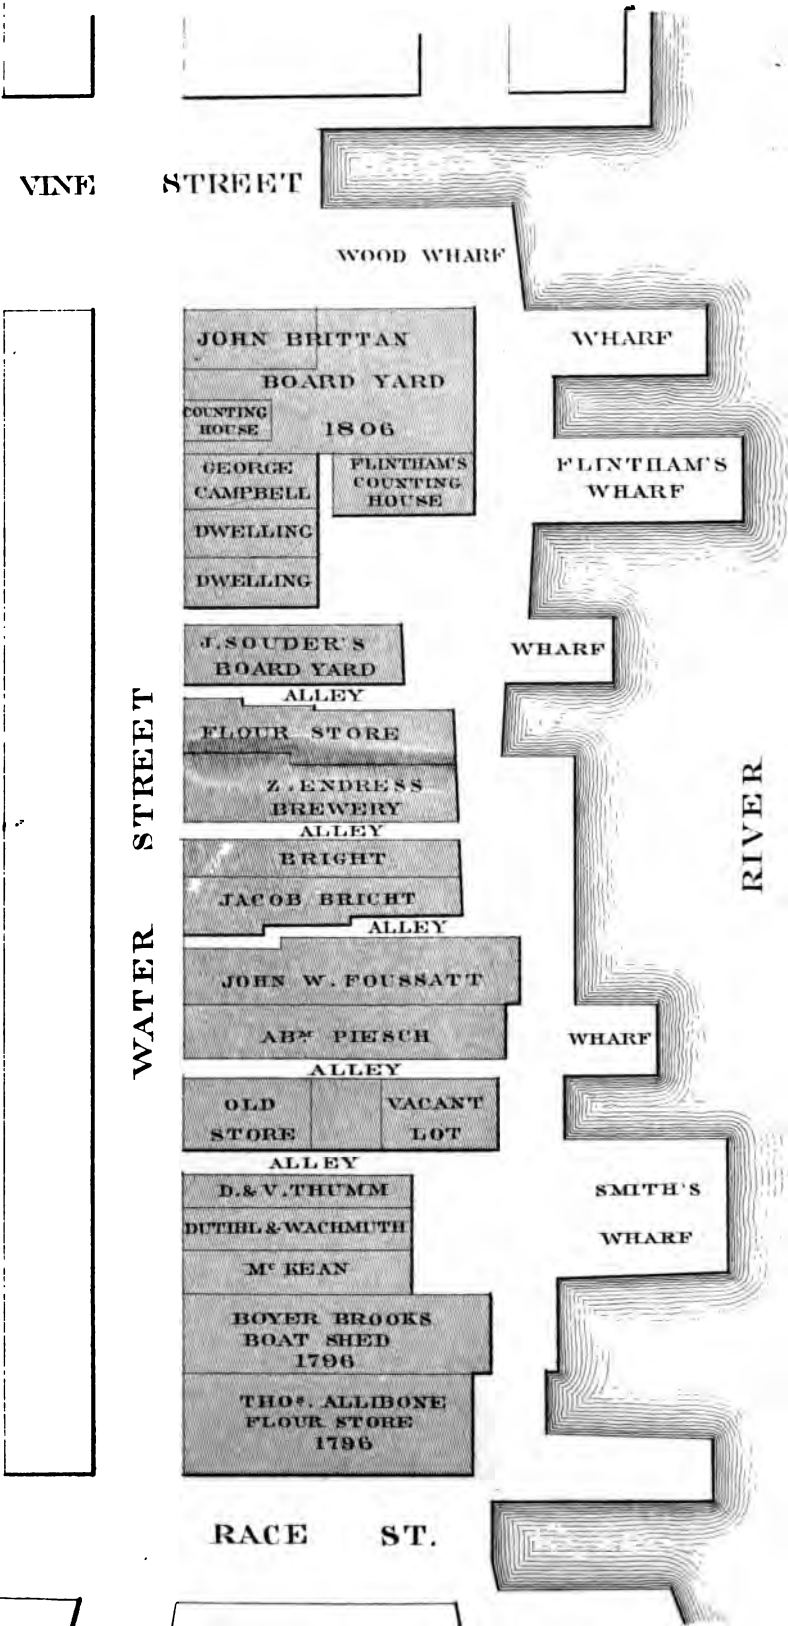 VINE STREET
WOOD WHARF
JOHN BRITTAN
WHARF
BOARD YARD
COUNTING
HOUSE
1806
GEORGE
CAMPBELL
FLINTHAM'S
COUNTING
HOUSE
FLINTHAM'S
WHARF
DWELLING
DWELLING
J. SOUDER'S
BOARD YARD
WHARF
ALLEY
FLOUR STORE
Z. ENDRESS
BREWERY
ALLEY
WATER STREET
RIVER
BRIGHT
JACOB BRIGHT
ALLEY
JOHN W. FOUSSATT
ABM. PIESCH
WHARF
ALLEY
OLD
STORE
VACANT
LOT
ALLEY
D. & V. THUMM
SMITH'S
WHARF
DUTIHL & WACHMUTH
Mc KEAN
BOYER BROOKS
BOAT SHED
1796
THOS. ALLIBONE
FLOUR STORE
1796
RACE ST.